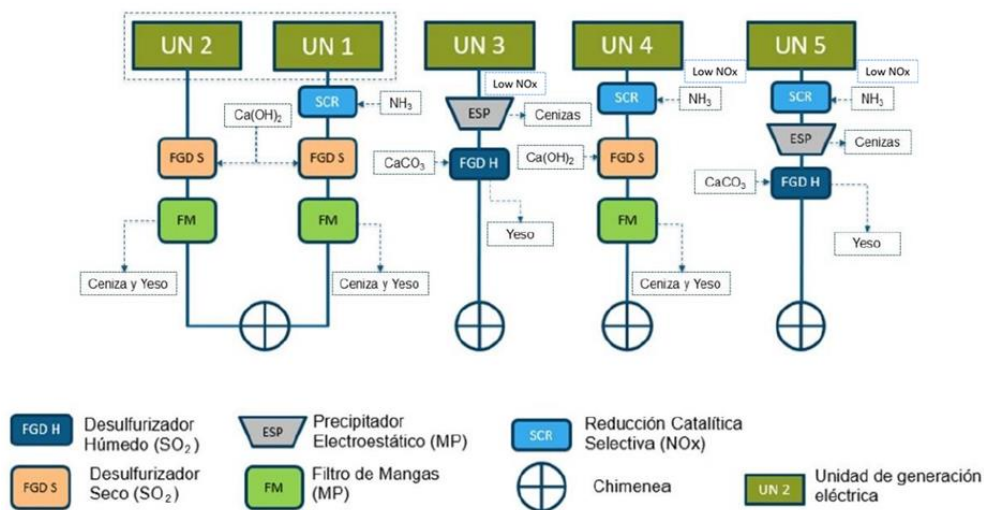 UN 2
UN 1
UN 3
UN 4
UN 5
Low NOx
Low NOx
Low NOx
SCR
NH₃
ESP
Cenizas
SCR
NH₃
SCR
NH₃
Ca(OH)₂
ESP
Cenizas
FGD S
FGD S
CaCO₃
FGD H
Ca(OH)₂
FGD S
CaCO₃
FGD H
FM
FM
Yeso
FM
Yeso
Ceniza y Yeso
Ceniza y Yeso
Ceniza y Yeso
FGD H
Desulfurizador
Húmedo (SO₂)
ESP
Precipitador
Electroestático (MP)
SCR
Reducción Catalítica
Selectiva (NOx)
FGD S
Desulfurizador
Seco (SO₂)
FM
Filtro de Mangas
(MP)
Chimenea
UN 2
Unidad de generación
eléctrica